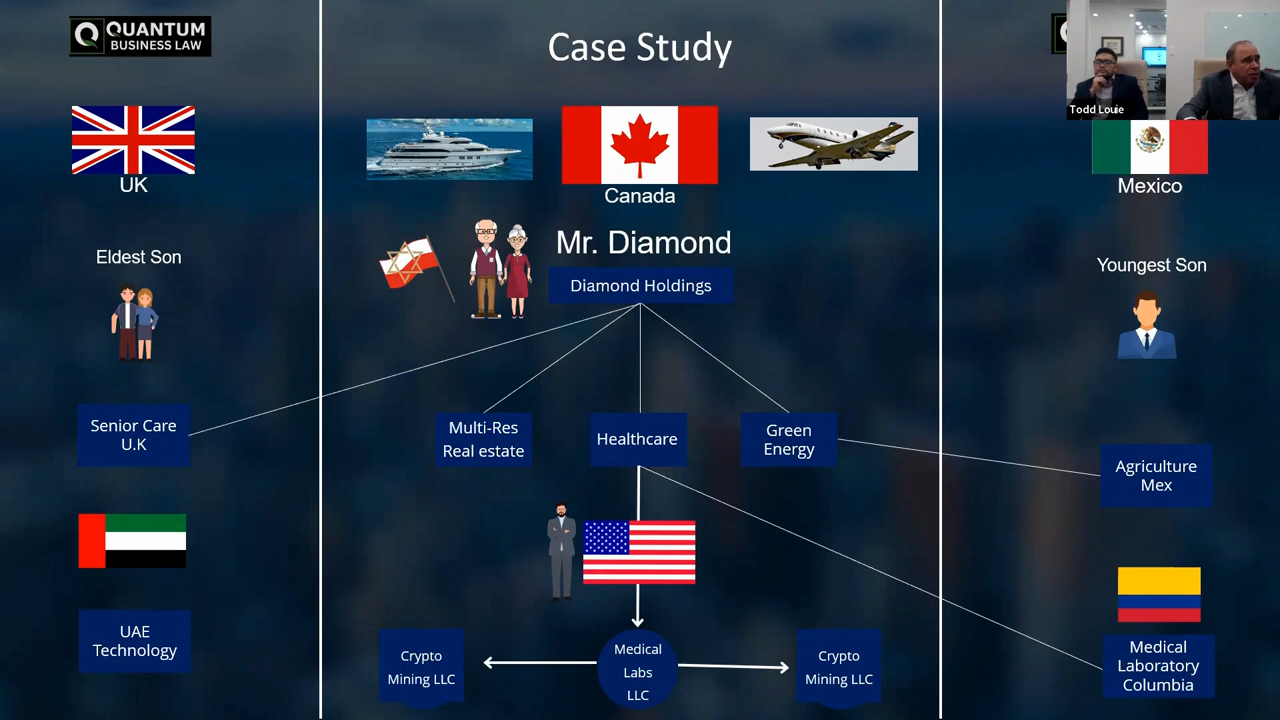 QUANTUM
BUSINESS LAW
Case Study
Todd Louie
UK
Canada
Mexico
Mr. Diamond
Eldest Son
Youngest Son
Diamond Holdings
Senior Care
U.K
Multi-Res
Real estate
Healthcare
Green
Energy
Agriculture
Mex
UAE
Technology
Crypto
Mining LLC
Medical
Labs
LLC
Crypto
Mining LLC
Medical
Laboratory
Columbia